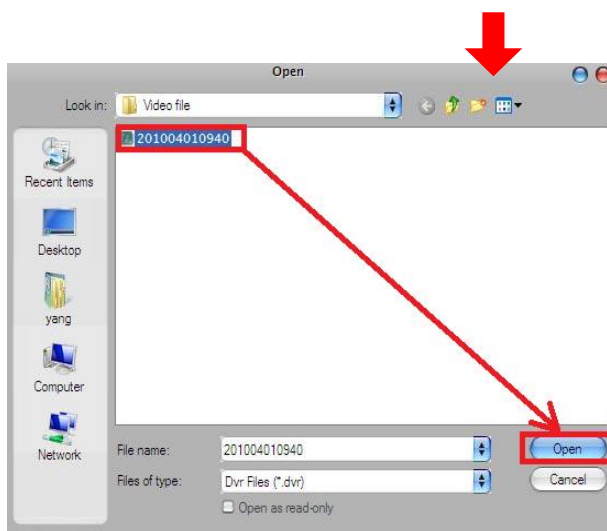 Open
Look in: Video file
201004010940
Recent Items
Desktop
yang
Computer
Network
File name: 201004010940 Open
Files of type: Dvr Files (*.dvr) Cancel
Open as read-only